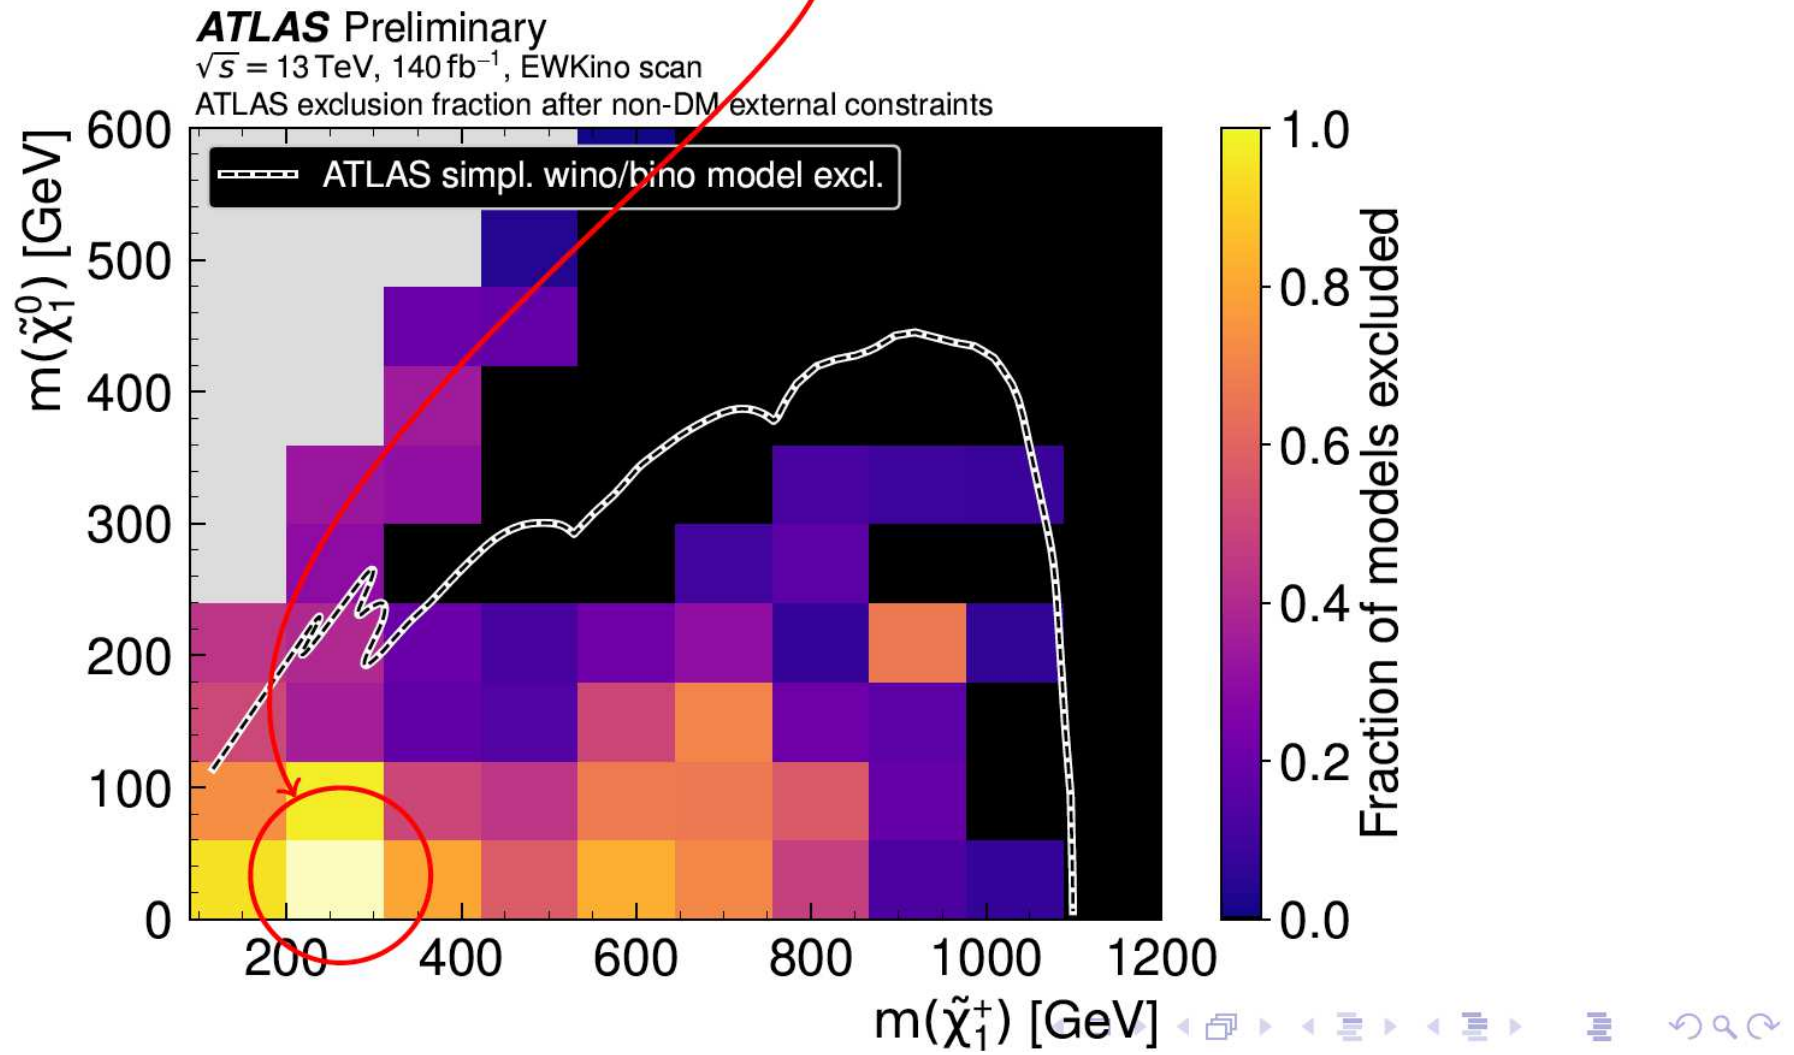 ATLAS Preliminary
√s = 13 TeV, 140 fb⁻¹, EWKino scan
ATLAS exclusion fraction after non-DM external constraints
ATLAS simpl. wino/bino model excl.
m(χ̃⁰₁) [GeV]
600
500
400
300
200
100
0
200 400 600 800 1000 1200
m(χ̃⁺₁) [GeV]
1.0
0.8
0.6
0.4
0.2
0.0
Fraction of models excluded